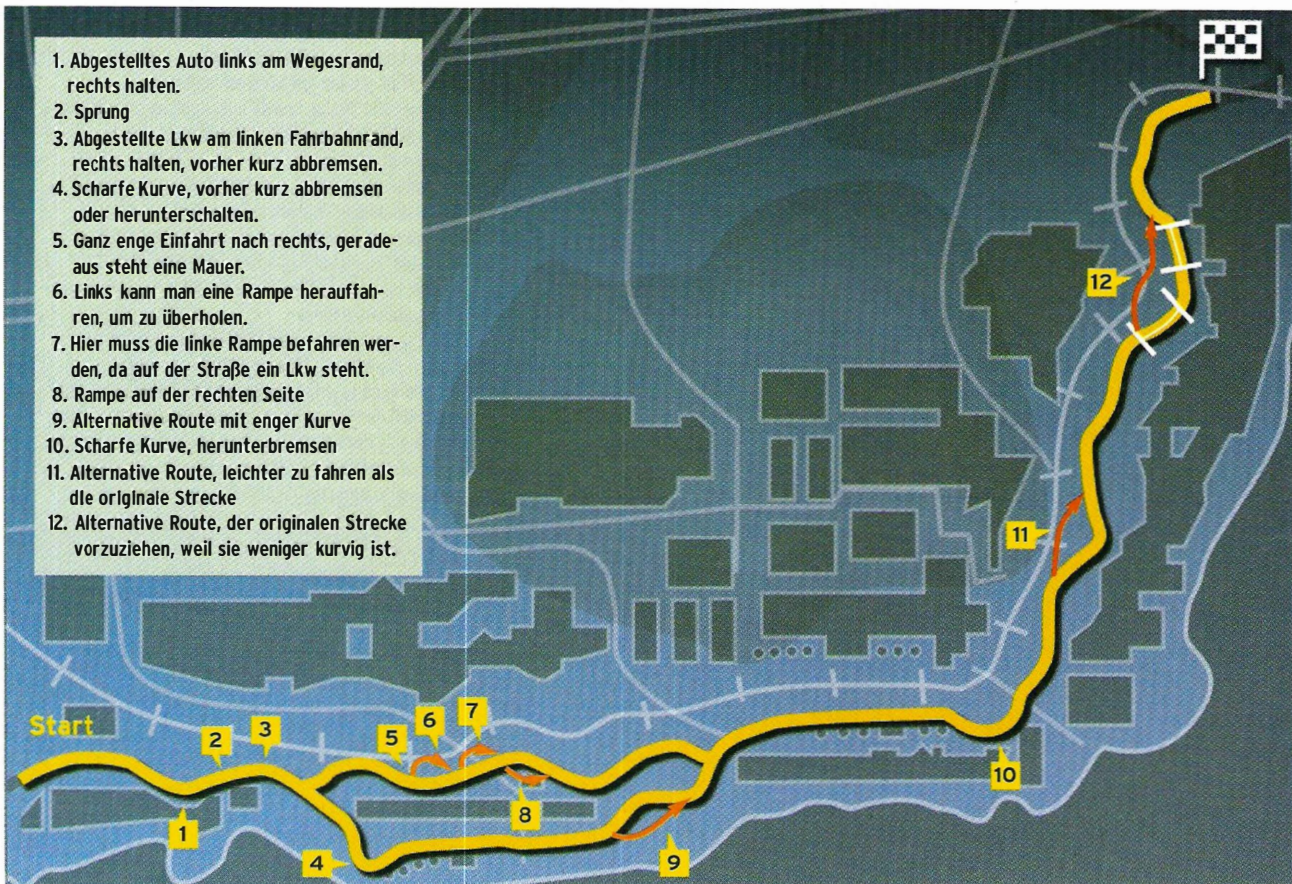 1. Abgestelltes Auto links am Wegesrand,
rechts halten.
2. Sprung
3. Abgestellte Lkw am linken Fahrbahnrand,
rechts halten, vorher kurz abbremsen.
4. Scharfe Kurve, vorher kurz abbremsen
oder herunterschalten.
5. Ganz enge Einfahrt nach rechts, gerade-
aus steht eine Mauer.
6. Links kann man eine Rampe herauffah-
ren, um zu überholen.
7. Hier muss die linke Rampe befahren wer-
den, da auf der Straße ein Lkw steht.
8. Rampe auf der rechten Seite
9. Alternative Route mit enger Kurve
10. Scharfe Kurve, herunterbremsen
11. Alternative Route, leichter zu fahren als
die originale Strecke
12. Alternative Route, der originalen Strecke
vorzuziehen, weil sie weniger kurvig ist.
12
11
Start
2
3
5
6
7
1
8
10
4
9